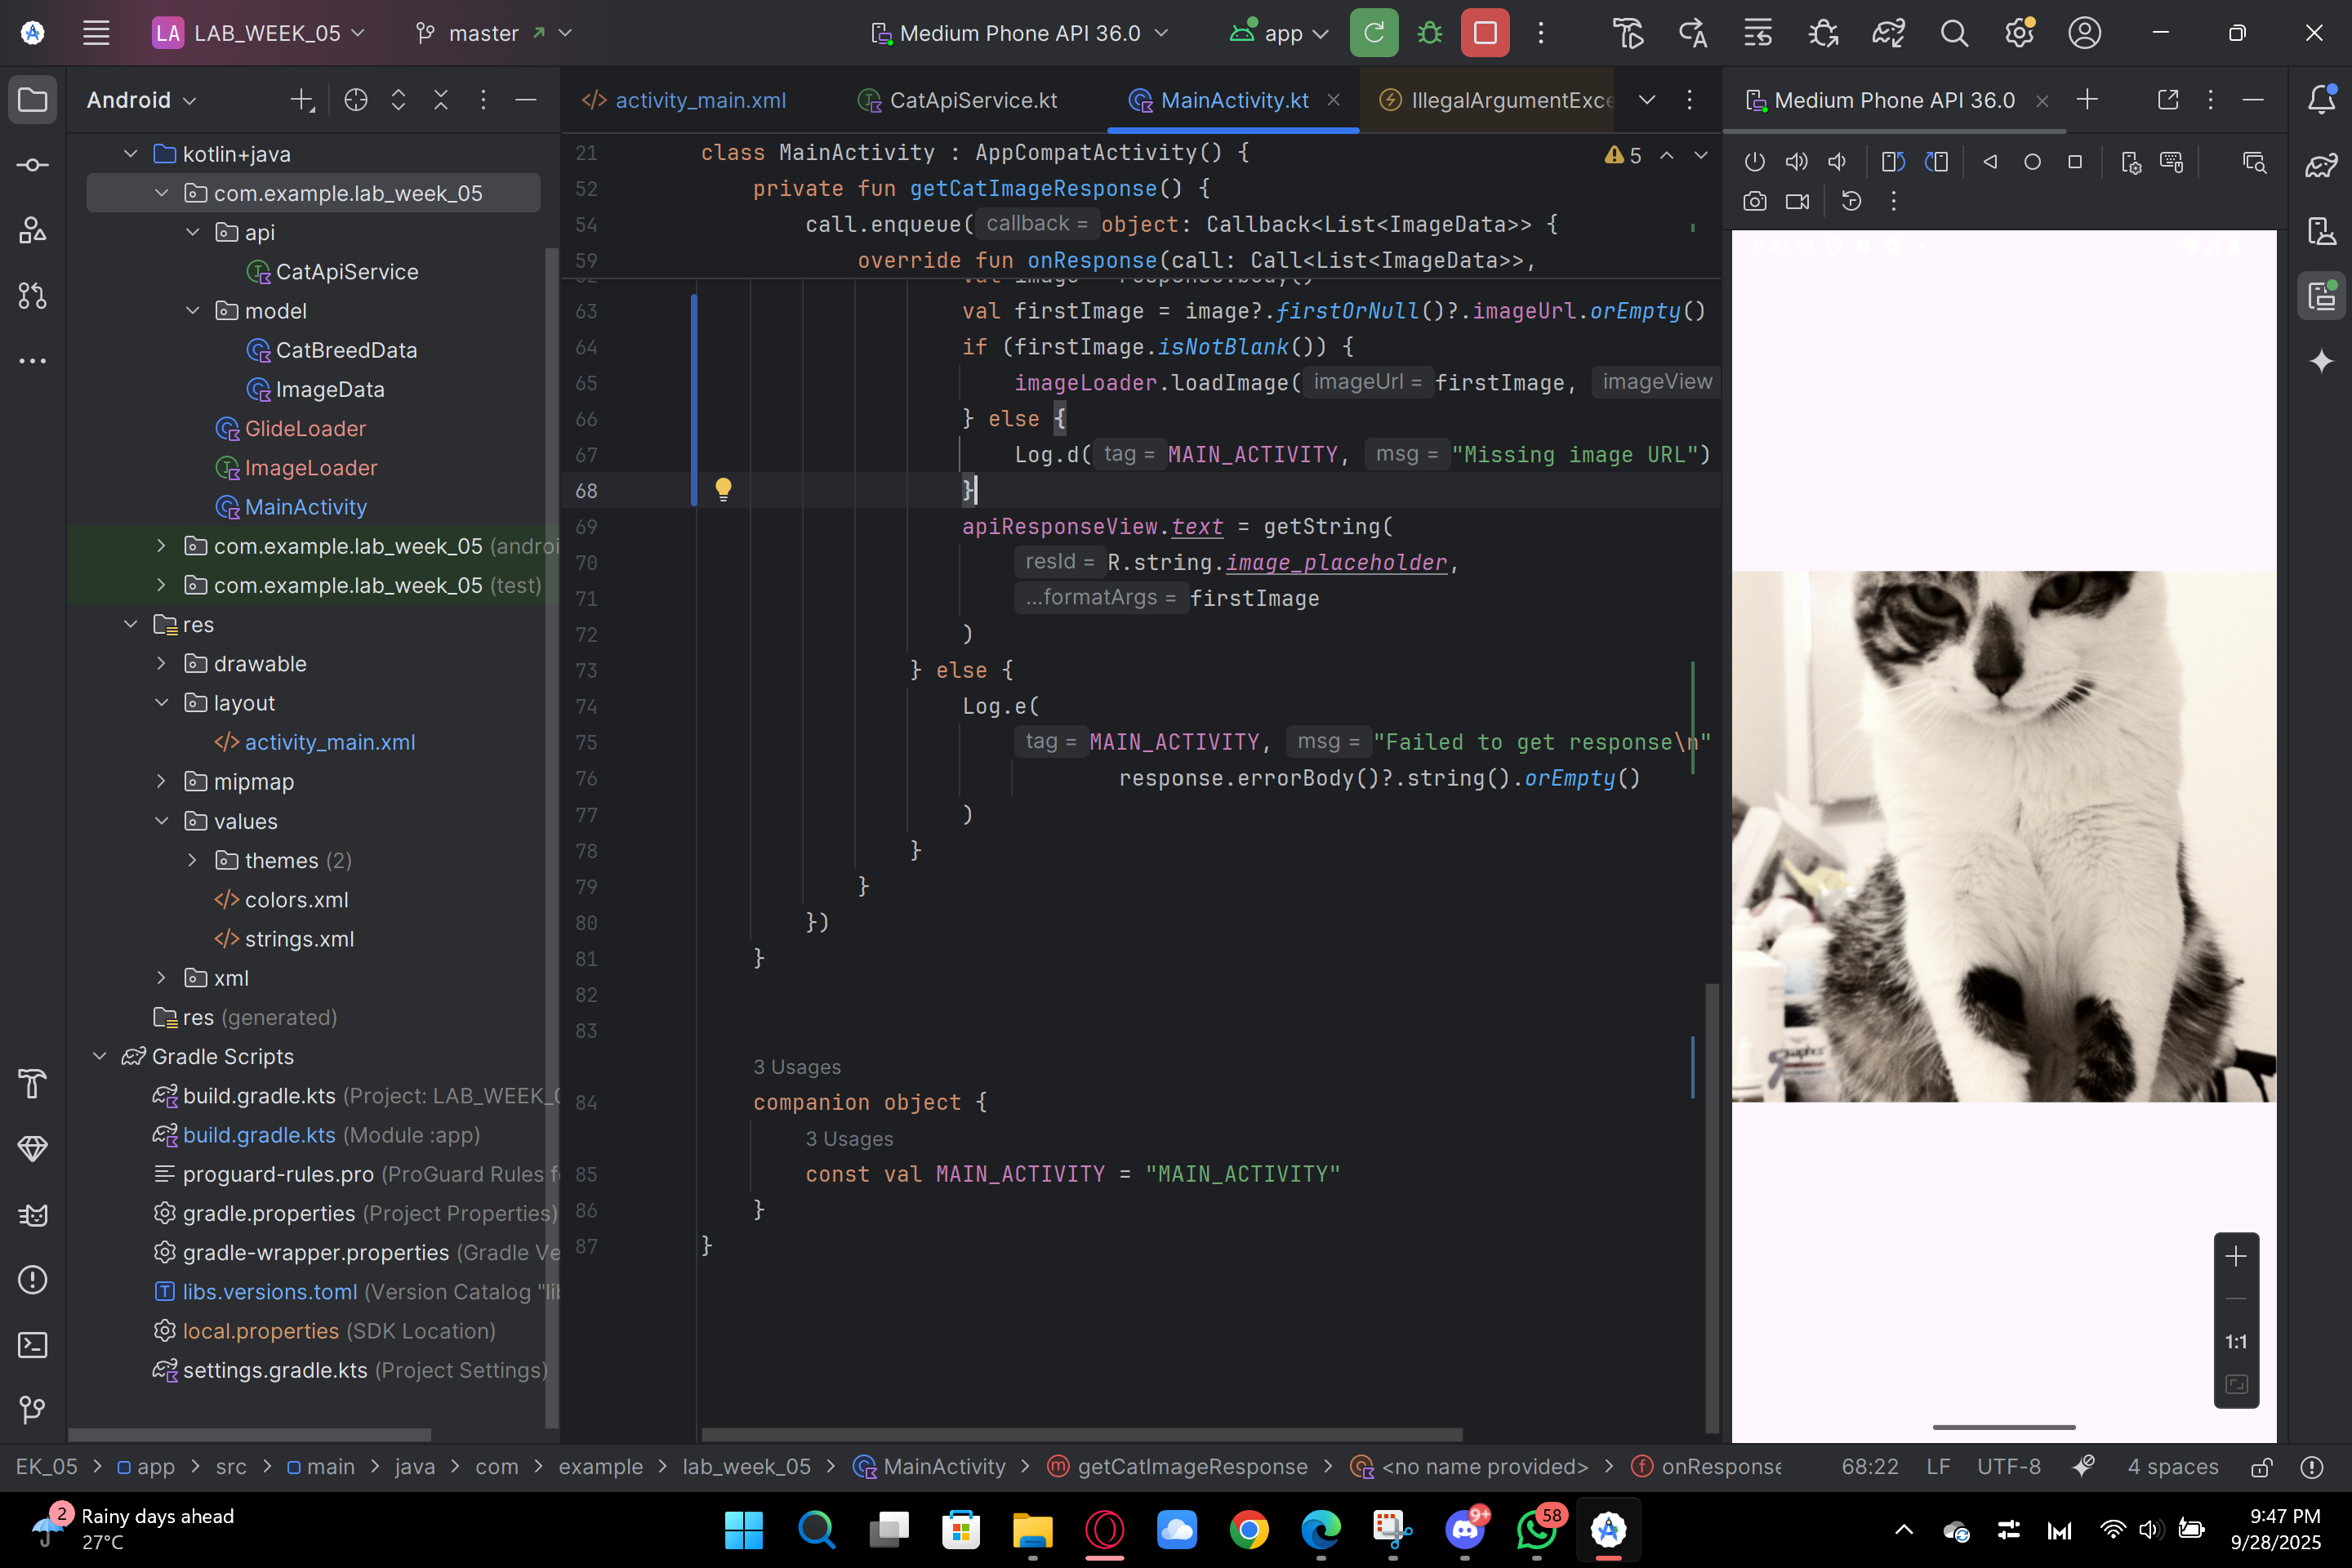 LA LAB_WEEK_05
master
Medium Phone API 36.0
app
Android
kotlin+java
com.example.lab_week_05
api
CatApiService
model
CatBreedData
ImageData
GlideLoader
ImageLoader
MainActivity
com.example.lab_week_05 (androi
com.example.lab_week_05 (test)
res
drawable
layout
activity_main.xml
mipmap
values
themes (2)
colors.xml
strings.xml
xml
res (generated)
Gradle Scripts
build.gradle.kts (Project: LAB_WEEK_0
build.gradle.kts (Module :app)
proguard-rules.pro (ProGuard Rules f
gradle.properties (Project Properties)
gradle-wrapper.properties (Gradle Ve
libs.versions.toml (Version Catalog "lib
local.properties (SDK Location)
settings.gradle.kts (Project Settings)
activity_main.xml
CatApiService.kt
MainActivity.kt
IllegalArgumentExce
5
21 class MainActivity : AppCompatActivity() {
52 private fun getCatImageResponse() {
54 call.enqueue( callback = object: Callback<List<ImageData>> {
59 override fun onResponse(call: Call<List<ImageData>>,
63 val firstImage = image?.firstOrNull()?.imageUrl.orEmpty()
64 if (firstImage.isNotBlank()) {
65 imageLoader.loadImage( imageUrl = firstImage, imageView
66 } else {
67 Log.d( tag = MAIN_ACTIVITY, msg = "Missing image URL")
68 }
69 apiResponseView.text = getString(
70 resId = R.string.image_placeholder,
71 ...formatArgs = firstImage
72 )
73 } else {
74 Log.e(
75 tag = MAIN_ACTIVITY, msg = "Failed to get response\n"
76 response.errorBody()?.string().orEmpty()
77 )
78 }
79 }
80 })
81 }
82
83
3 Usages
84 companion object {
3 Usages
85 const val MAIN_ACTIVITY = "MAIN_ACTIVITY"
86 }
87 }
Medium Phone API 36.0
1:1
EK_05 > app > src > main > java > com > example > lab_week_05 > MainActivity > getCatImageResponse > <no name provided> > onResponse
68:22 LF UTF-8 4 spaces
2
Rainy days ahead
27°C
9+
58
9:47 PM
9/28/2025